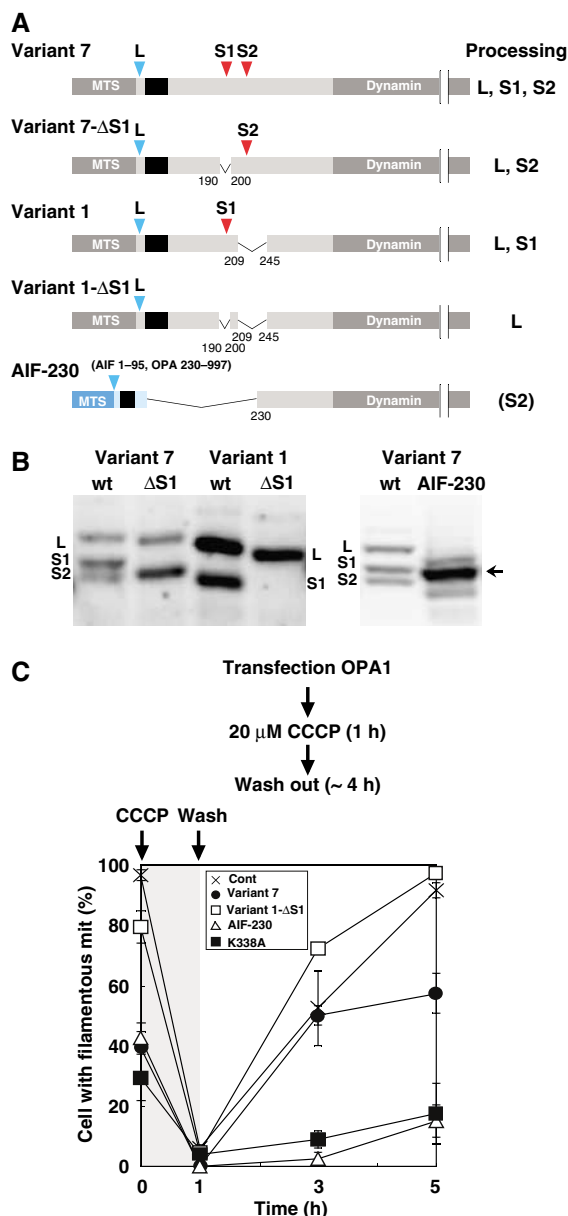 A
Variant 7 L S1 S2 Processing
MTS Dynamin L, S1, S2
Variant 7-ΔS1 L S2
MTS Dynamin L, S2
190 200
Variant 1 L S1
MTS Dynamin L, S1
209 245
Variant 1-ΔS1 L
MTS Dynamin L
190 200 209 245
AIF-230 (AIF 1–95, OPA 230–997)
MTS Dynamin (S2)
230
B
Variant 7 Variant 1 Variant 7
wt ΔS1 wt ΔS1 wt AIF-230
L L L
S1 S1
S2 S1 S2
C
Transfection OPA1
20 μM CCCP (1 h)
Wash out (~ 4 h)
CCCP Wash
Cell with filamentous mit (%)
100
80
60
40
20
0
Cont
Variant 7
Variant 1-ΔS1
AIF-230
K338A
0 1 3 5
Time (h)